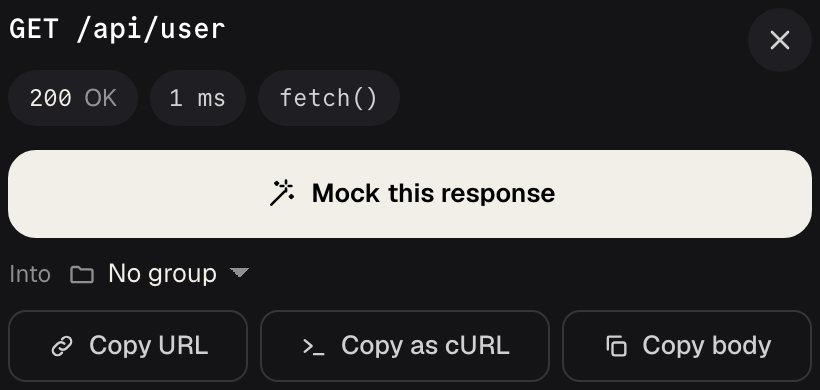 GET /api/user
200 OK 1 ms fetch()
Mock this response
Into No group
Copy URL Copy as cURL Copy body